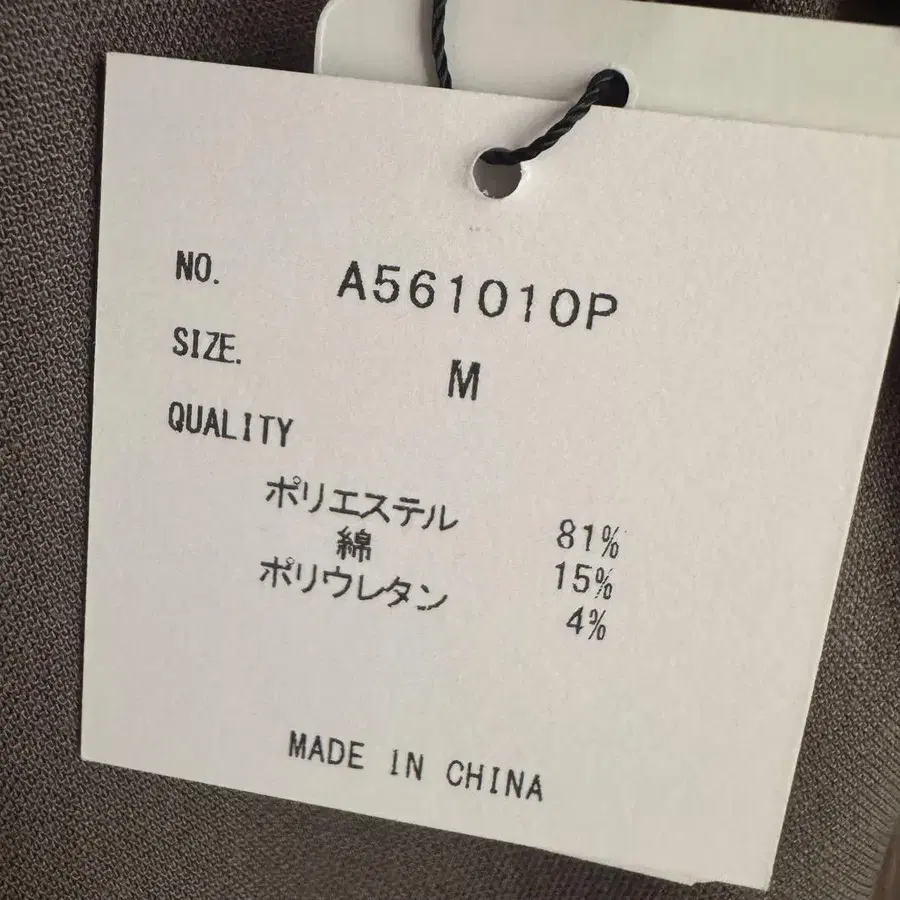 NO. A561010P
SIZE. M
QUALITY
ポリエステル 81%
綿 15%
ポリウレタン 4%
MADE IN CHINA